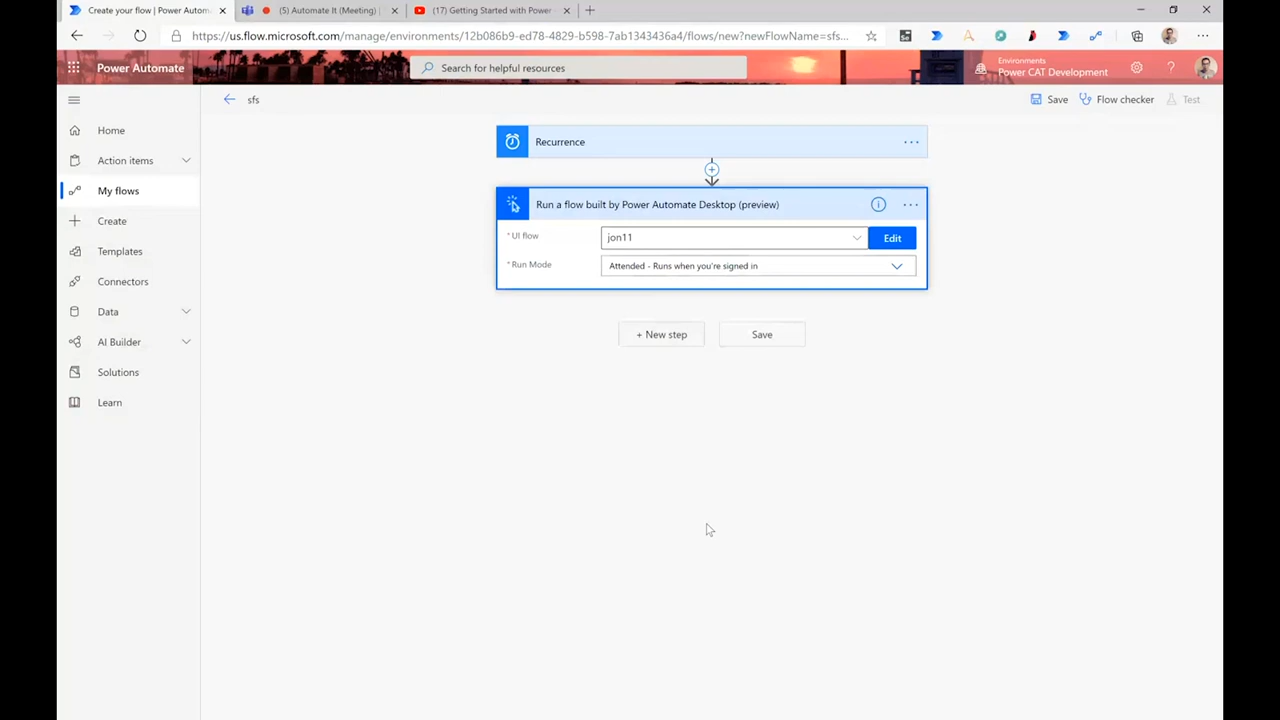 Create your flow | Power Automa
(5) Automate It (Meeting) |
(17) Getting Started with Power
https://us.flow.microsoft.com/manage/environments/12b086b9-ed78-4829-b598-7ab1343436a4/flows/new?newFlowName=sfs...
Power Automate
Search for helpful resources
Environments
Power CAT Development
?
sfs
Save
Flow checker
Test
Home
Action items
My flows
Create
Templates
Connectors
Data
AI Builder
Solutions
Learn
Recurrence
Run a flow built by Power Automate Desktop (preview)
* UI flow
jon11
Edit
* Run Mode
Attended - Runs when you're signed in
+ New step
Save